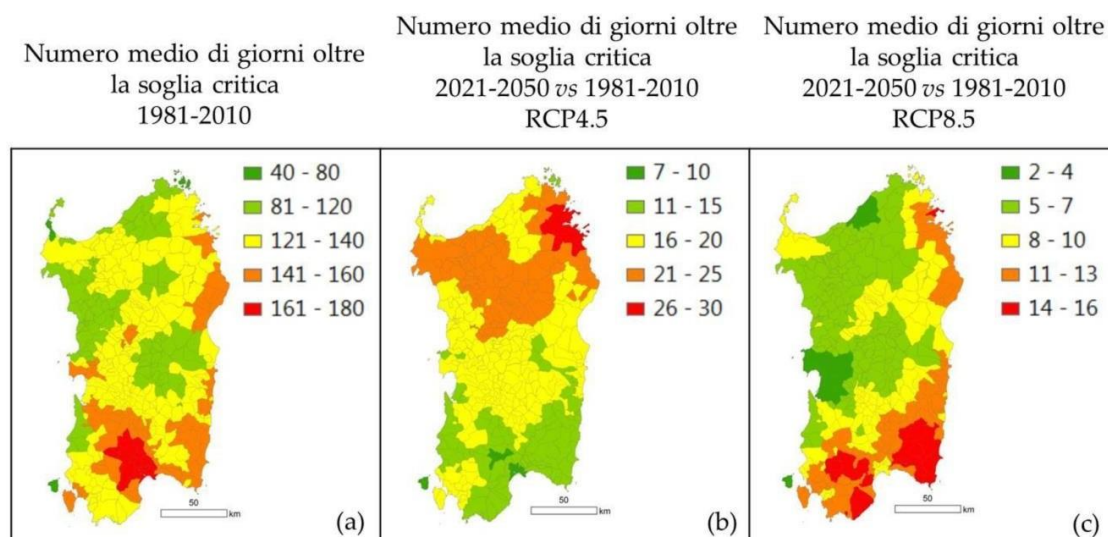 Numero medio di giorni oltre
la soglia critica
1981-2010
Numero medio di giorni oltre
la soglia critica
2021-2050 vs 1981-2010
RCP4.5
Numero medio di giorni oltre
la soglia critica
2021-2050 vs 1981-2010
RCP8.5
40 - 80
81 - 120
121 - 140
141 - 160
161 - 180
50
km
(a)
7 - 10
11 - 15
16 - 20
21 - 25
26 - 30
50
km
(b)
2 - 4
5 - 7
8 - 10
11 - 13
14 - 16
50
km
(c)